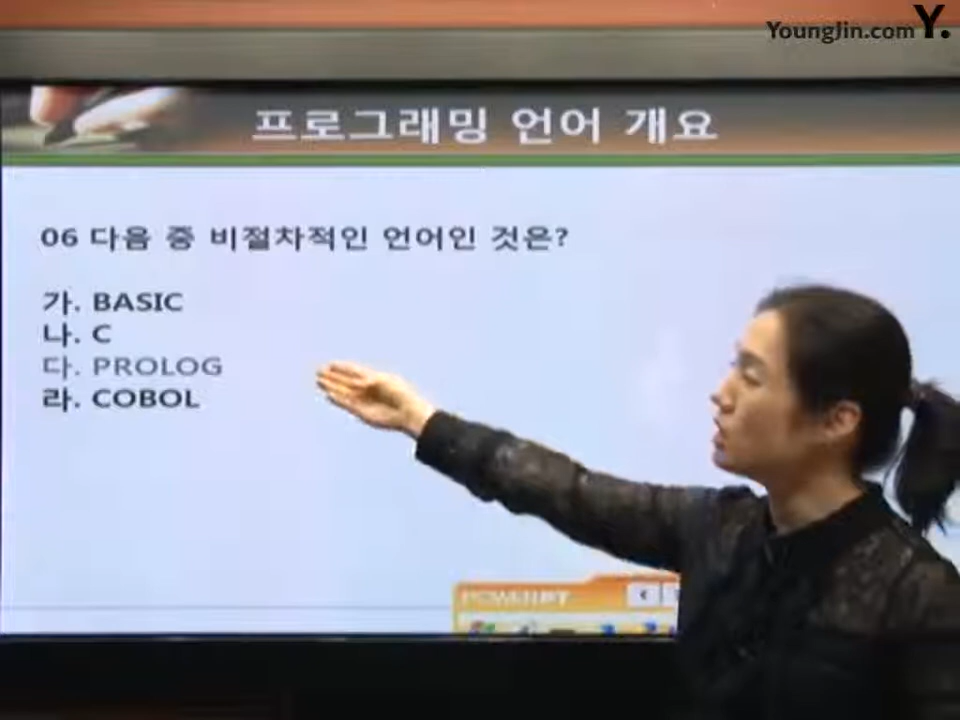 YoungJin.com Y.
프로그래밍 언어 개요
06 다음 중 비절차적인 언어인 것은?
가. BASIC
나. C
다. PROLOG
라. COBOL